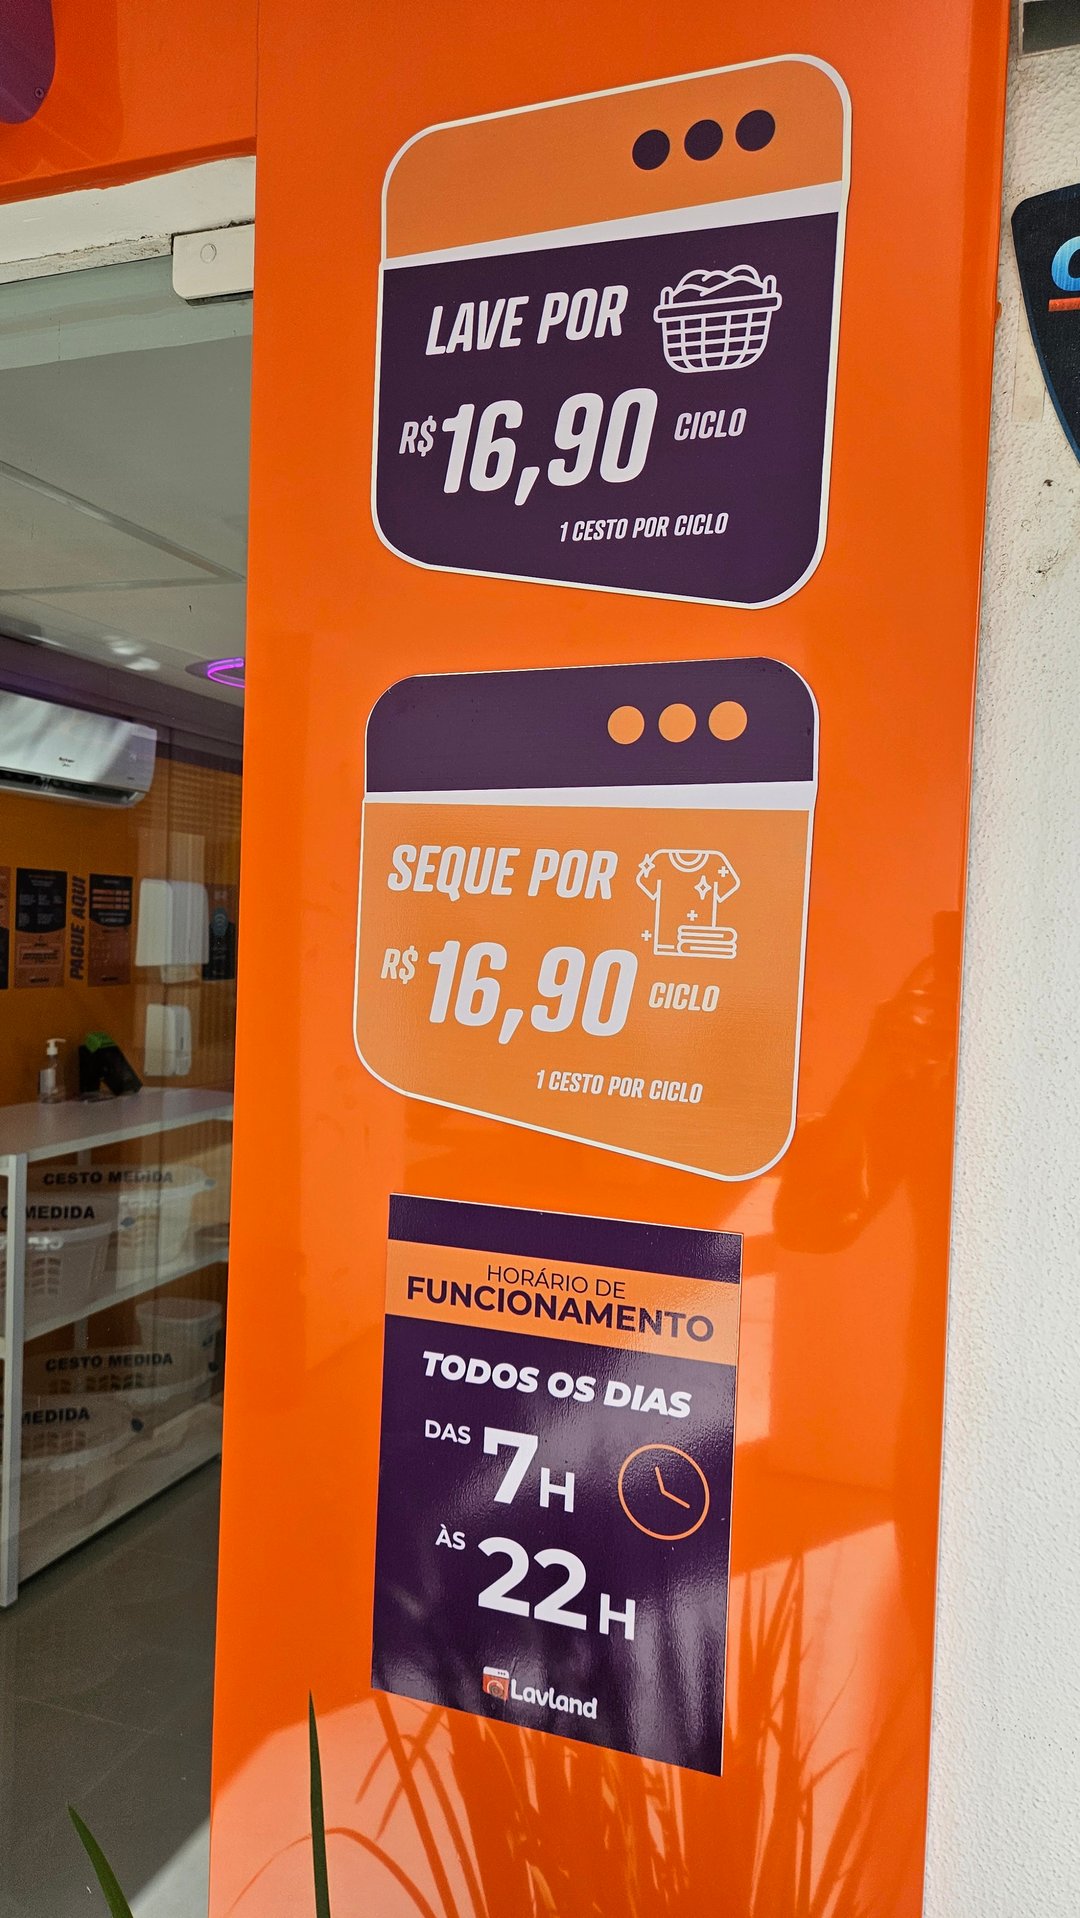 LAVE POR
R$ 16,90 CICLO
1 CESTO POR CICLO
SEQUE POR
R$ 16,90 CICLO
1 CESTO POR CICLO
HORÁRIO DE
FUNCIONAMENTO
TODOS OS DIAS
DAS 7H
ÀS 22H
Lavland
PAGUE AQUI
CESTO MEDIDA
MEDIDA
CESTO MEDIDA
MEDIDA